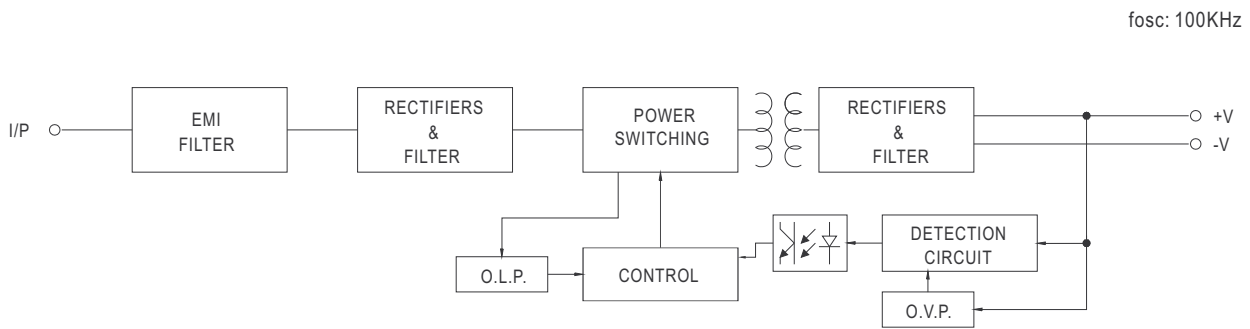 fosc: 100KHz
I/P
EMI
FILTER
RECTIFIERS
&
FILTER
POWER
SWITCHING
RECTIFIERS
&
FILTER
+V
-V
O.L.P.
CONTROL
DETECTION
CIRCUIT
O.V.P.